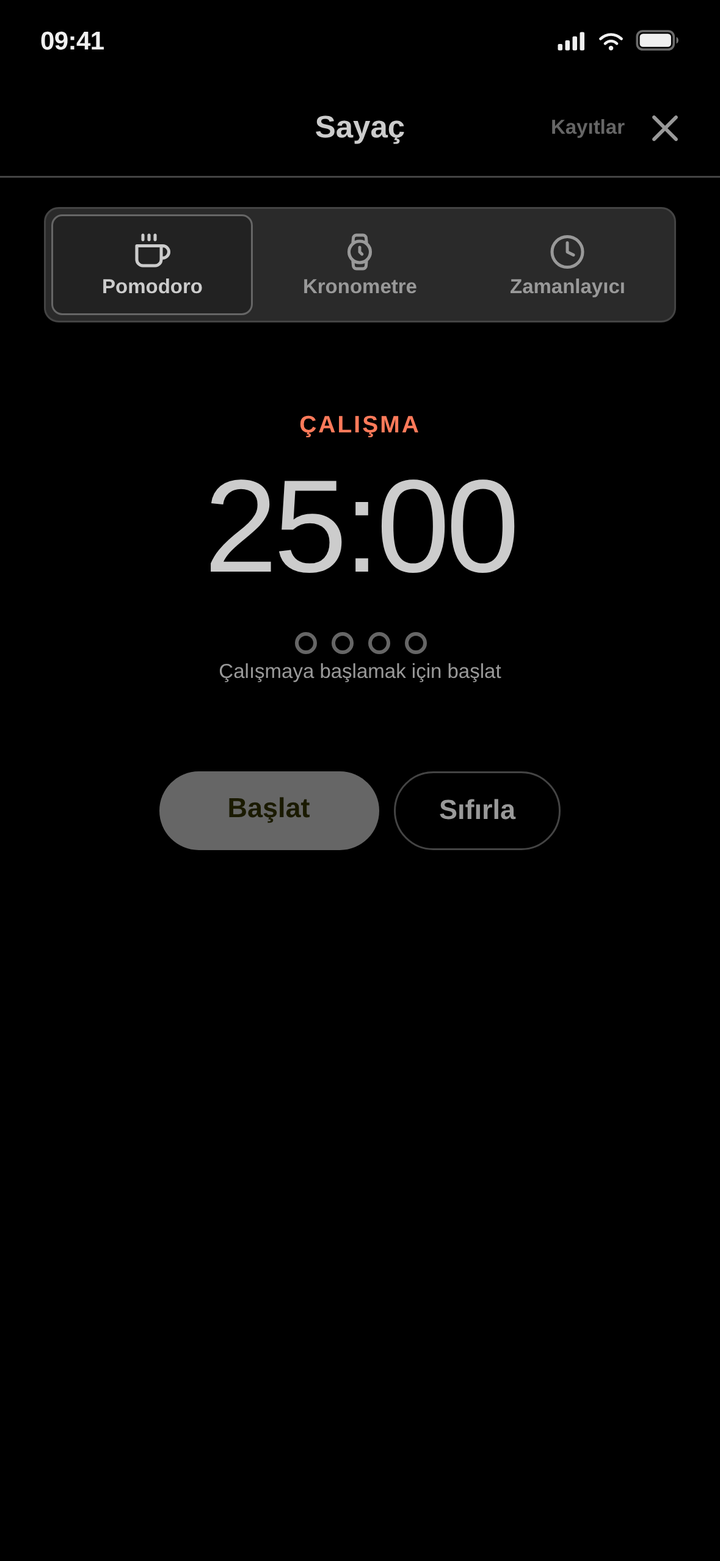 09:41
Sayaç
Kayıtlar
Pomodoro
Kronometre
Zamanlayıcı
ÇALIŞMA
25:00
Çalışmaya başlamak için başlat
Başlat
Sıfırla